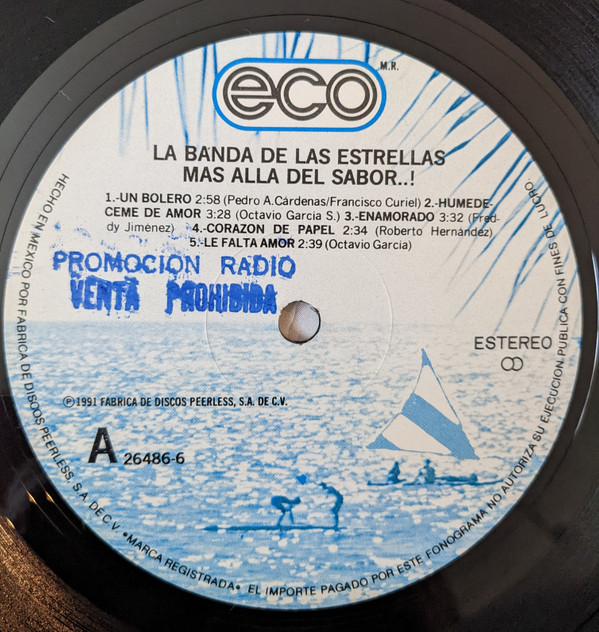 eco
M.R.
LA BANDA DE LAS ESTRELLAS
MAS ALLA DEL SABOR..!
1.-UN BOLERO 2:58 (Pedro A.Cárdenas/Francisco Curiel) 2.-HUMEDE-
CEME DE AMOR 3:28 (Octavio Garcia S.) 3.-ENAMORADO 3:32 (Fred-
dy Jiménez) 4.-CORAZON DE PAPEL 2:34 (Roberto Hernández)
5.-LE FALTA AMOR 2:39 (Octavio Garcia)
PROMOCION RADIO
VENTA PROHIBIDA
ESTEREO
℗1991 FABRICA DE DISCOS PEERLESS, S.A. DE C.V.
A 26486-6
HECHO EN MEXICO POR FABRICA DE DISCOS PEERLESS, S.A. DE C.V. •MARCA REGISTRADA• EL IMPORTE PAGADO POR ESTE FONOGRAMA NO AUTORIZA SU EJECUCION PUBLICA CON FINES DE LUCRO.